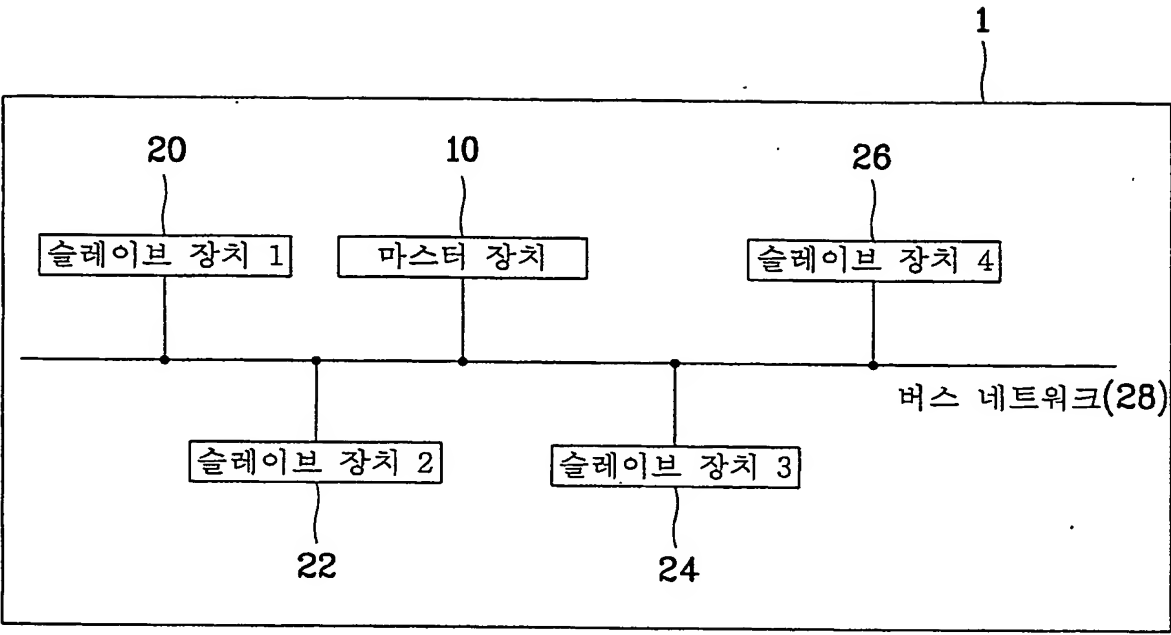 1
20
10
26
슬레이브 장치 1
마스터 장치
슬레이브 장치 4
버스 네트워크(28)
슬레이브 장치 2
슬레이브 장치 3
22
24